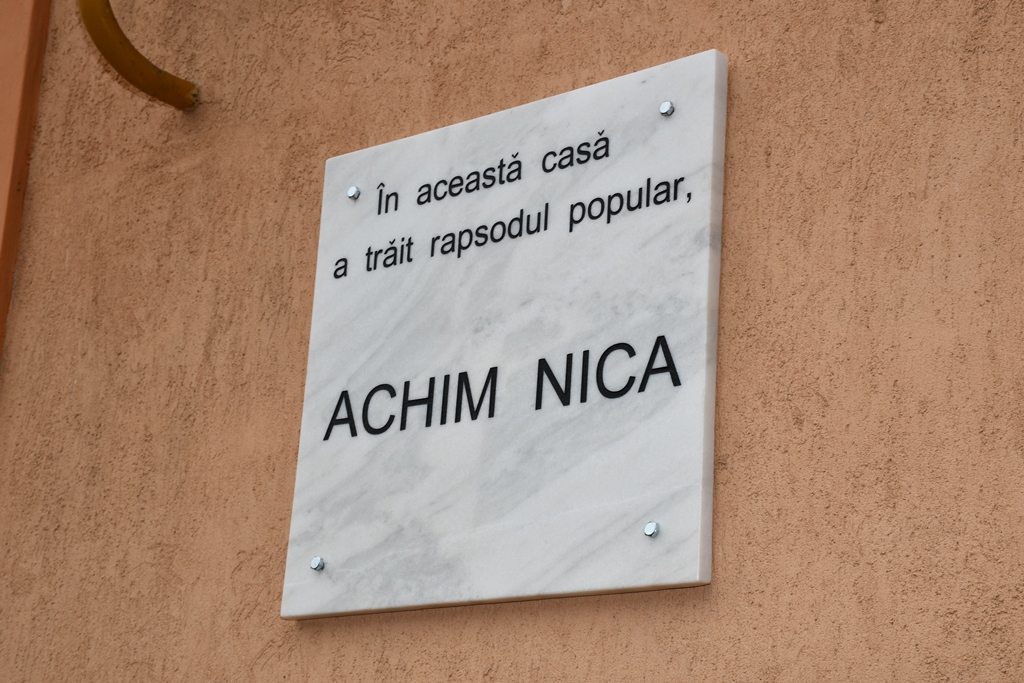 În această casă
a trăit rapsodul popular,
ACHIM NICA